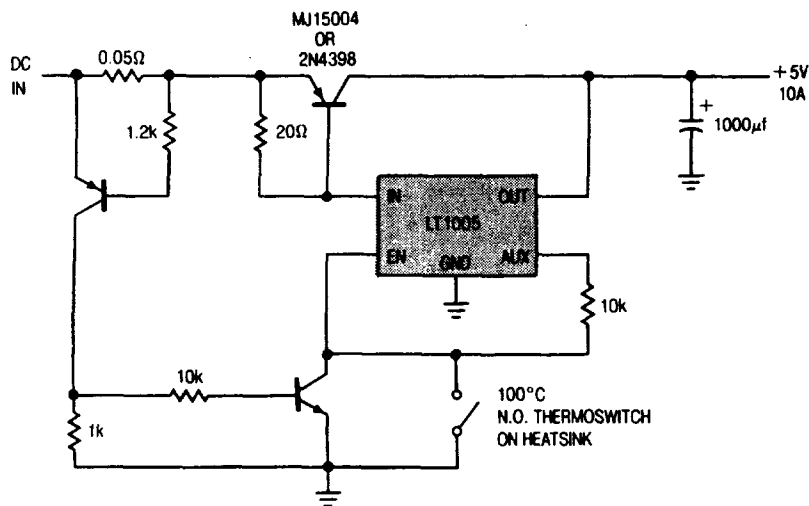 MJ15004
OR
2N4398
DC
IN
0.05Ω
+5V
10A
1.2k
20Ω
+
1000µf
IN
OUT
LT1005
EN
GND
AUX
10k
10k
1k
100°C
N.O. THERMOSWITCH
ON HEATSINK